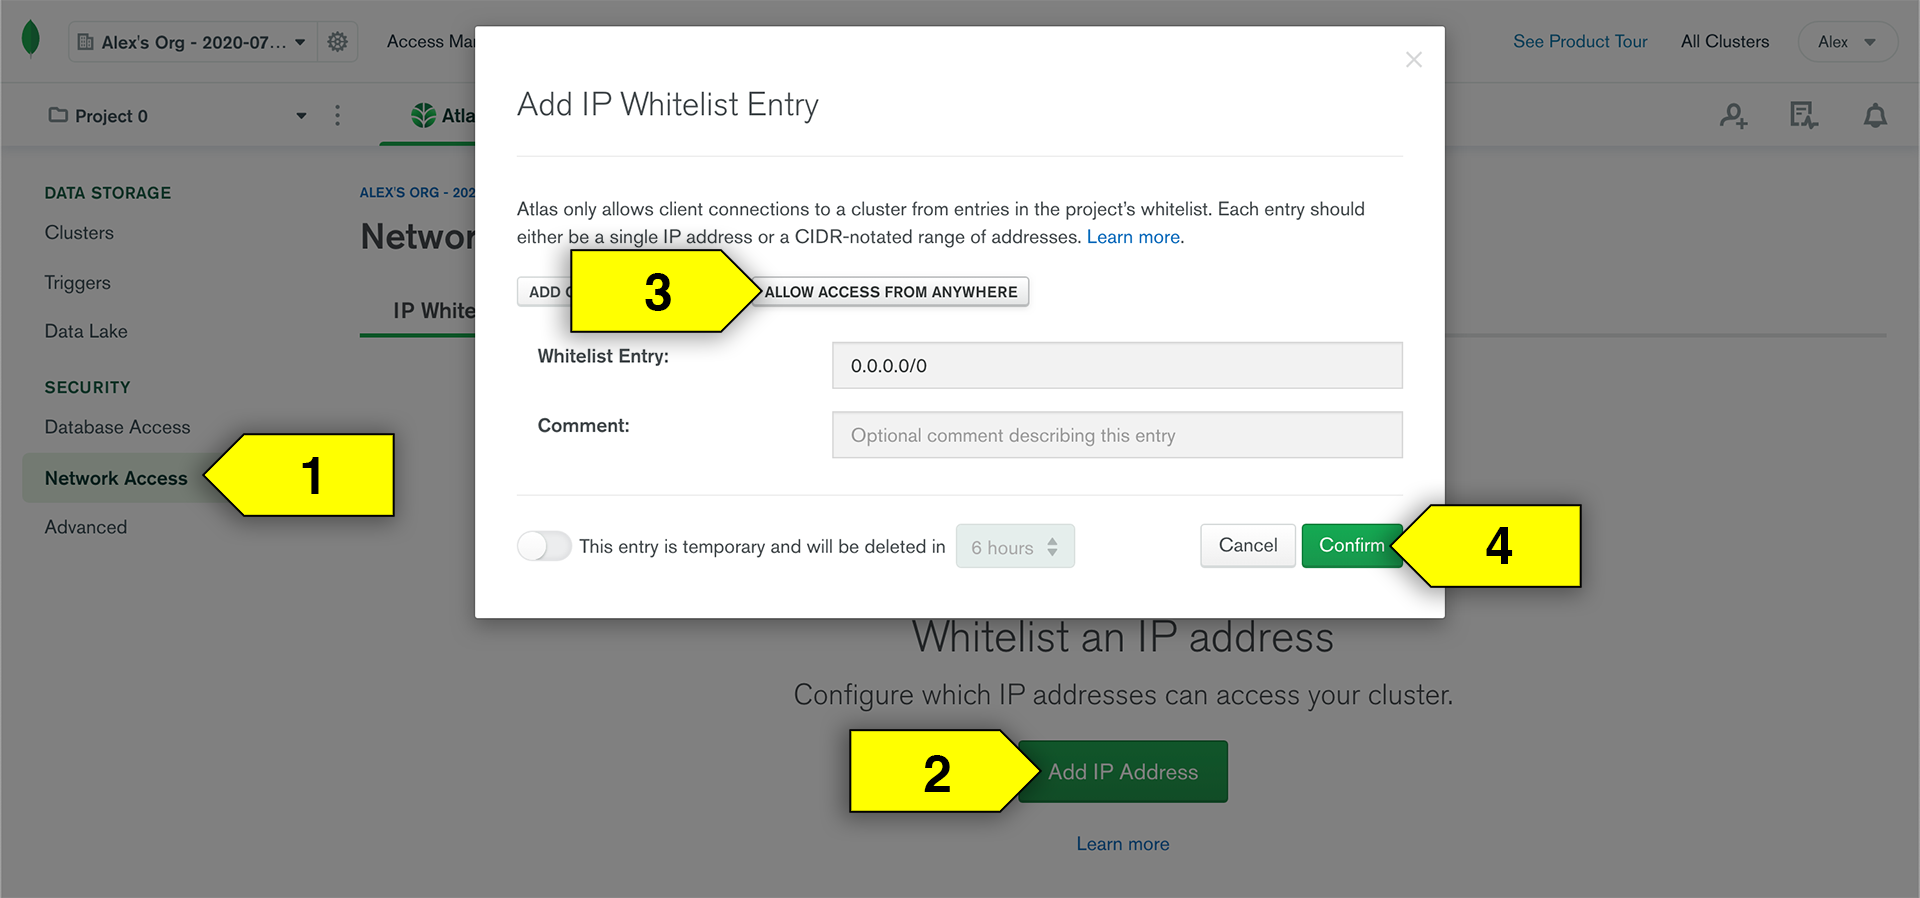 Alex's Org - 2020-07...
Access Mar
See Product Tour
All Clusters
Alex
Project 0
Atla
DATA STORAGE
Clusters
Triggers
Data Lake
SECURITY
Database Access
Network Access
Advanced
1
ALEX'S ORG - 202
Networ
IP White
Add IP Whitelist Entry
Atlas only allows client connections to a cluster from entries in the project's whitelist. Each entry should
either be a single IP address or a CIDR-notated range of addresses. Learn more.
ADD
3
ALLOW ACCESS FROM ANYWHERE
Whitelist Entry:
0.0.0.0/0
Comment:
Optional comment describing this entry
This entry is temporary and will be deleted in
6 hours
Cancel
Confirm
4
Whitelist an IP address
Configure which IP addresses can access your cluster.
2
Add IP Address
Learn more